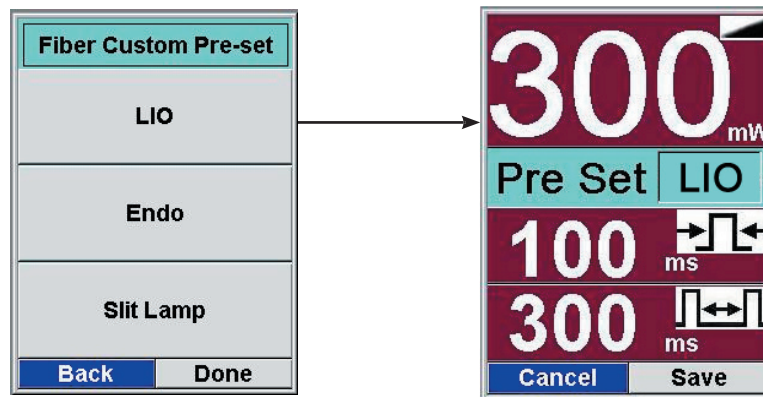 Fiber Custom Pre-set
LIO
Endo
Slit Lamp
Back Done
300
mW
Pre Set LIO
100
ms
300
ms
Cancel Save